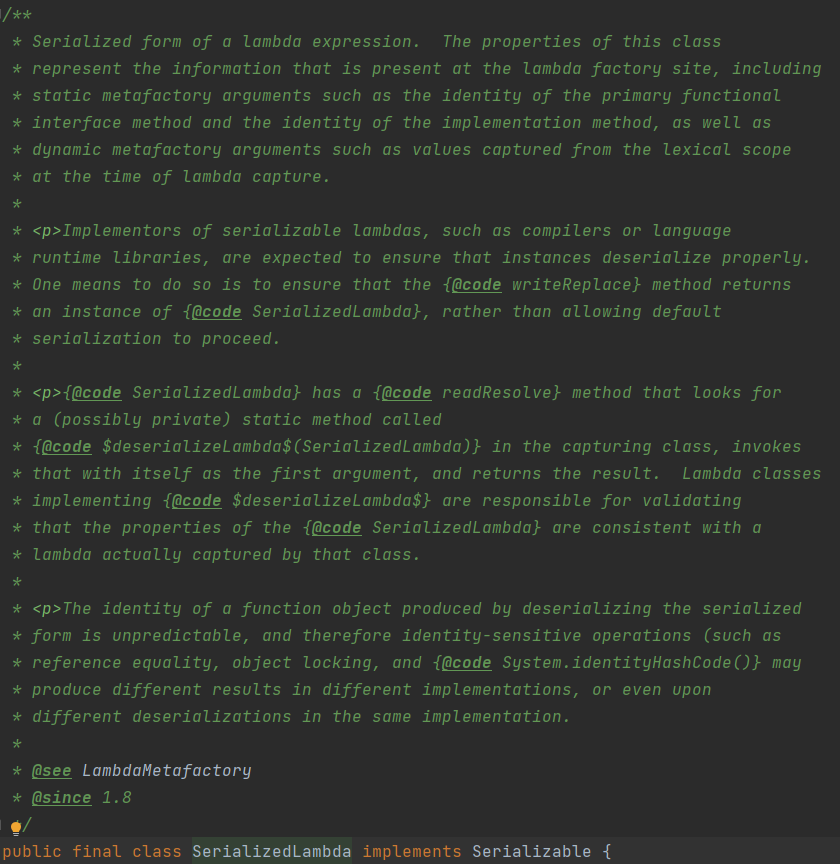 /**
* Serialized form of a lambda expression.  The properties of this class
* represent the information that is present at the lambda factory site, including
* static metafactory arguments such as the identity of the primary functional
* interface method and the identity of the implementation method, as well as
* dynamic metafactory arguments such as values captured from the lexical scope
* at the time of lambda capture.
*
* <p>Implementors of serializable lambdas, such as compilers or language
* runtime libraries, are expected to ensure that instances deserialize properly.
* One means to do so is to ensure that the {@code writeReplace} method returns
* an instance of {@code SerializedLambda}, rather than allowing default
* serialization to proceed.
*
* <p>{@code SerializedLambda} has a {@code readResolve} method that looks for
* a (possibly private) static method called
* {@code $deserializeLambda$(SerializedLambda)} in the capturing class, invokes
* that with itself as the first argument, and returns the result.  Lambda classes
* implementing {@code $deserializeLambda$} are responsible for validating
* that the properties of the {@code SerializedLambda} are consistent with a
* lambda actually captured by that class.
*
* <p>The identity of a function object produced by deserializing the serialized
* form is unpredictable, and therefore identity-sensitive operations (such as
* reference equality, object locking, and {@code System.identityHashCode()} may
* produce different results in different implementations, or even upon
* different deserializations in the same implementation.
*
* @see LambdaMetafactory
* @since 1.8
/
public final class SerializedLambda implements Serializable {